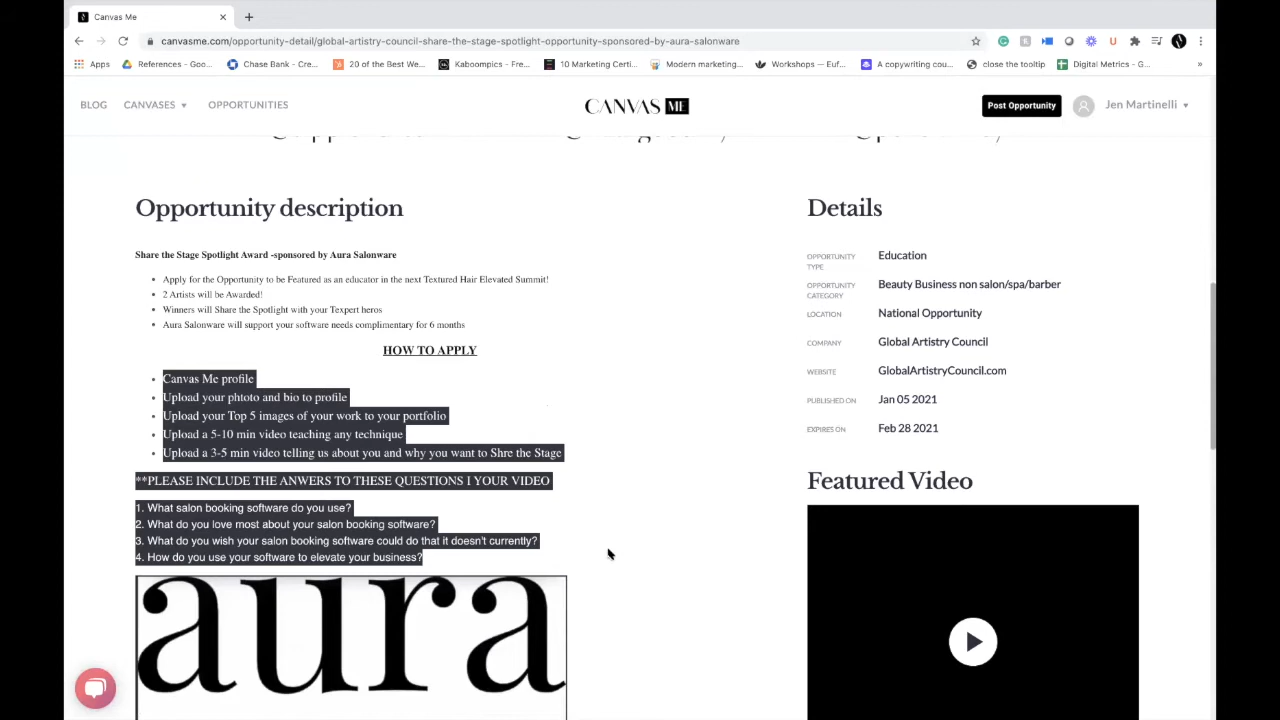 Canvas Me
canvasme.com/opportunity-detail/global-artistry-council-share-the-stage-spotlight-opportunity-sponsored-by-aura-salonware
Apps References - Goo... Chase Bank - Cre... 20 of the Best We... Kaboompics - Fre... 10 Marketing Certi... Modern marketing... Workshops — Euf... A copywriting cou... close the tooltip Digital Metrics - G... »
BLOG CANVASES OPPORTUNITIES CANVAS ME Post Opportunity Jen Martinelli
Opportunity description
Share the Stage Spotlight Award -sponsored by Aura Salonware
Apply for the Opportunity to be Featured as an educator in the next Textured Hair Elevated Summit!
2 Artists will be Awarded!
Winners will Share the Spotlight with your Texpert heros
Aura Salonware will support your software needs complimentary for 6 months
HOW TO APPLY
Canvas Me profile
Upload your phtoto and bio to profile
Upload your Top 5 images of your work to your portfolio
Upload a 5-10 min video teaching any technique
Upload a 3-5 min video telling us about you and why you want to Shre the Stage
**PLEASE INCLUDE THE ANWERS TO THESE QUESTIONS I YOUR VIDEO
1. What salon booking software do you use?
2. What do you love most about your salon booking software?
3. What do you wish your salon booking software could do that it doesn't currently?
4. How do you use your software to elevate your business?
aura
Details
OPPORTUNITY TYPE Education
OPPORTUNITY CATEGORY Beauty Business non salon/spa/barber
LOCATION National Opportunity
COMPANY Global Artistry Council
WEBSITE GlobalArtistryCouncil.com
PUBLISHED ON Jan 05 2021
EXPIRES ON Feb 28 2021
Featured Video